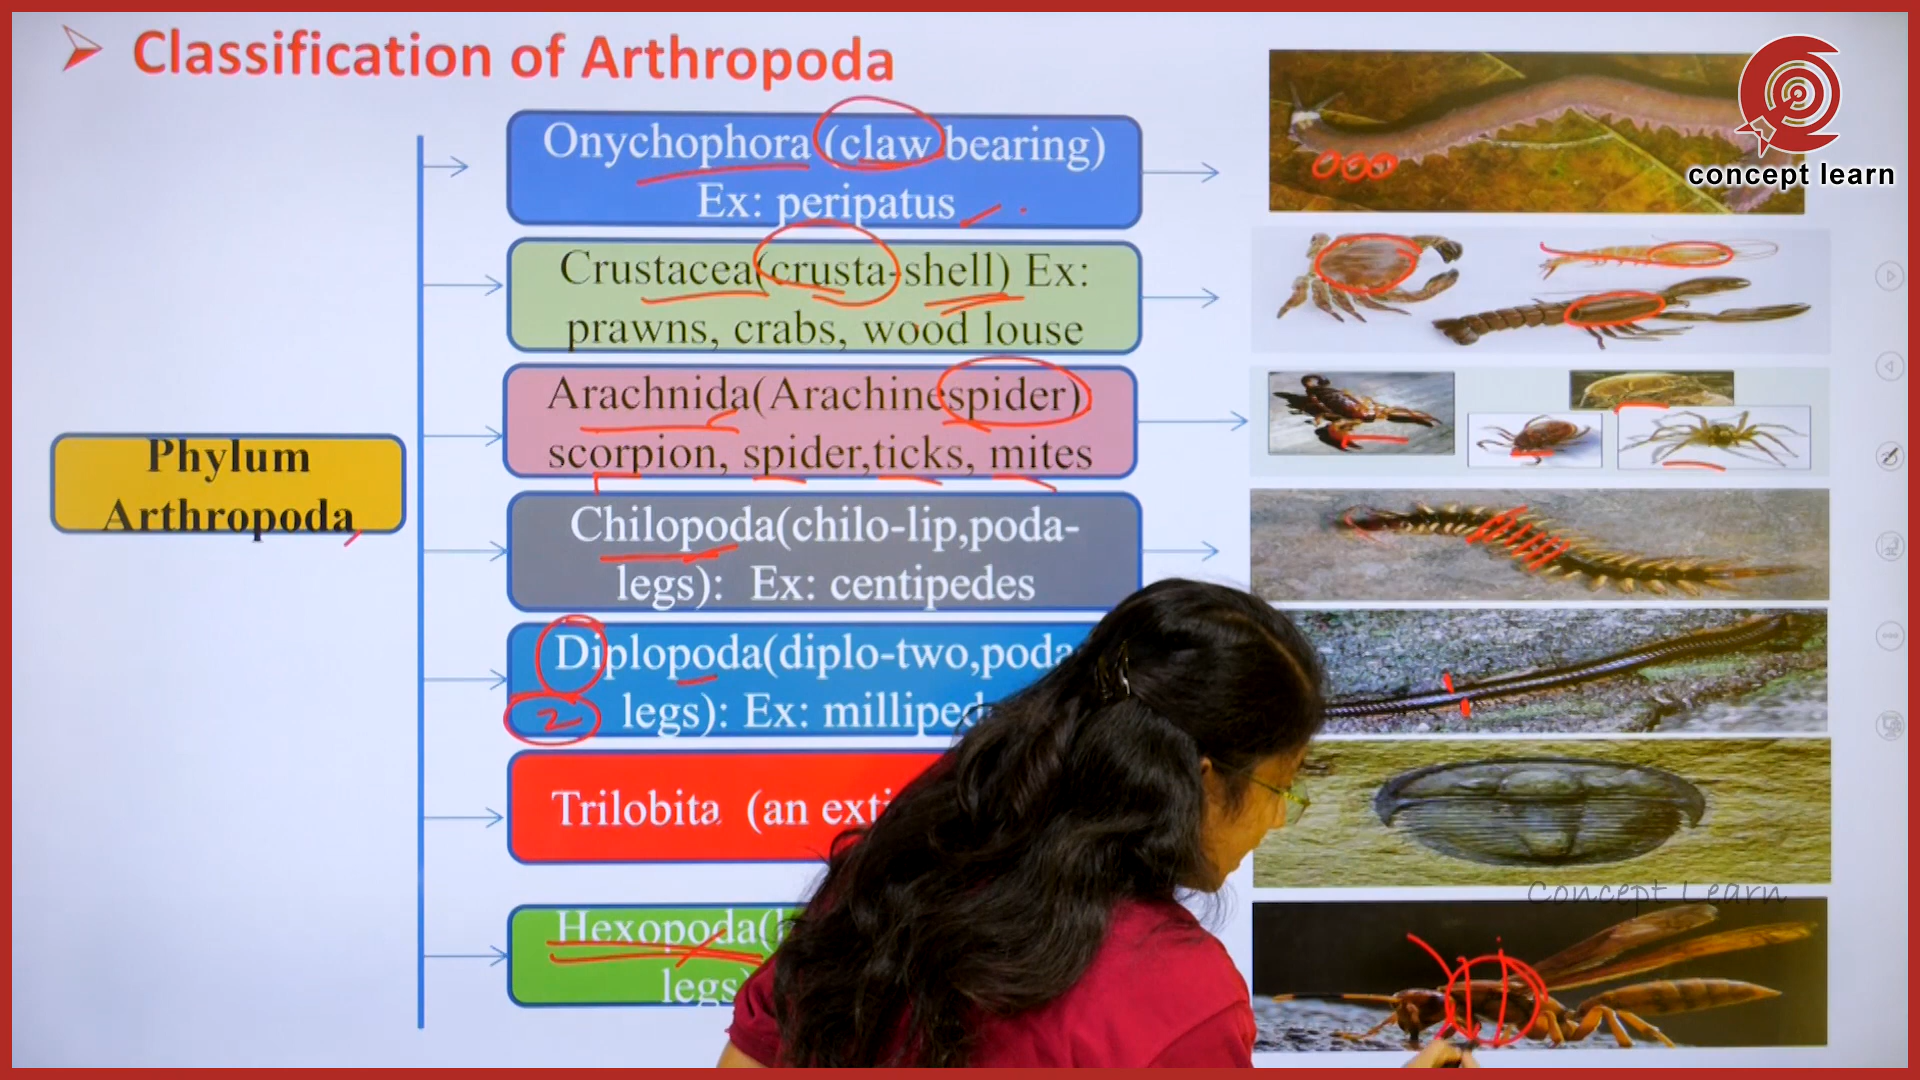 Classification of Arthropoda
concept learn
Onychophora (claw bearing)
Ex: peripatus
Crustacea(crusta-shell) Ex:
prawns, crabs, wood louse
Arachnida(Arachinespider)
scorpion, spider,ticks, mites
Phylum
Arthropoda
Chilopoda(chilo-lip,poda-
legs): Ex: centipedes
Diplopoda(diplo-two,poda
2 legs): Ex:
Trilobita (an
Hexopoda(
legs)
Concept Learn